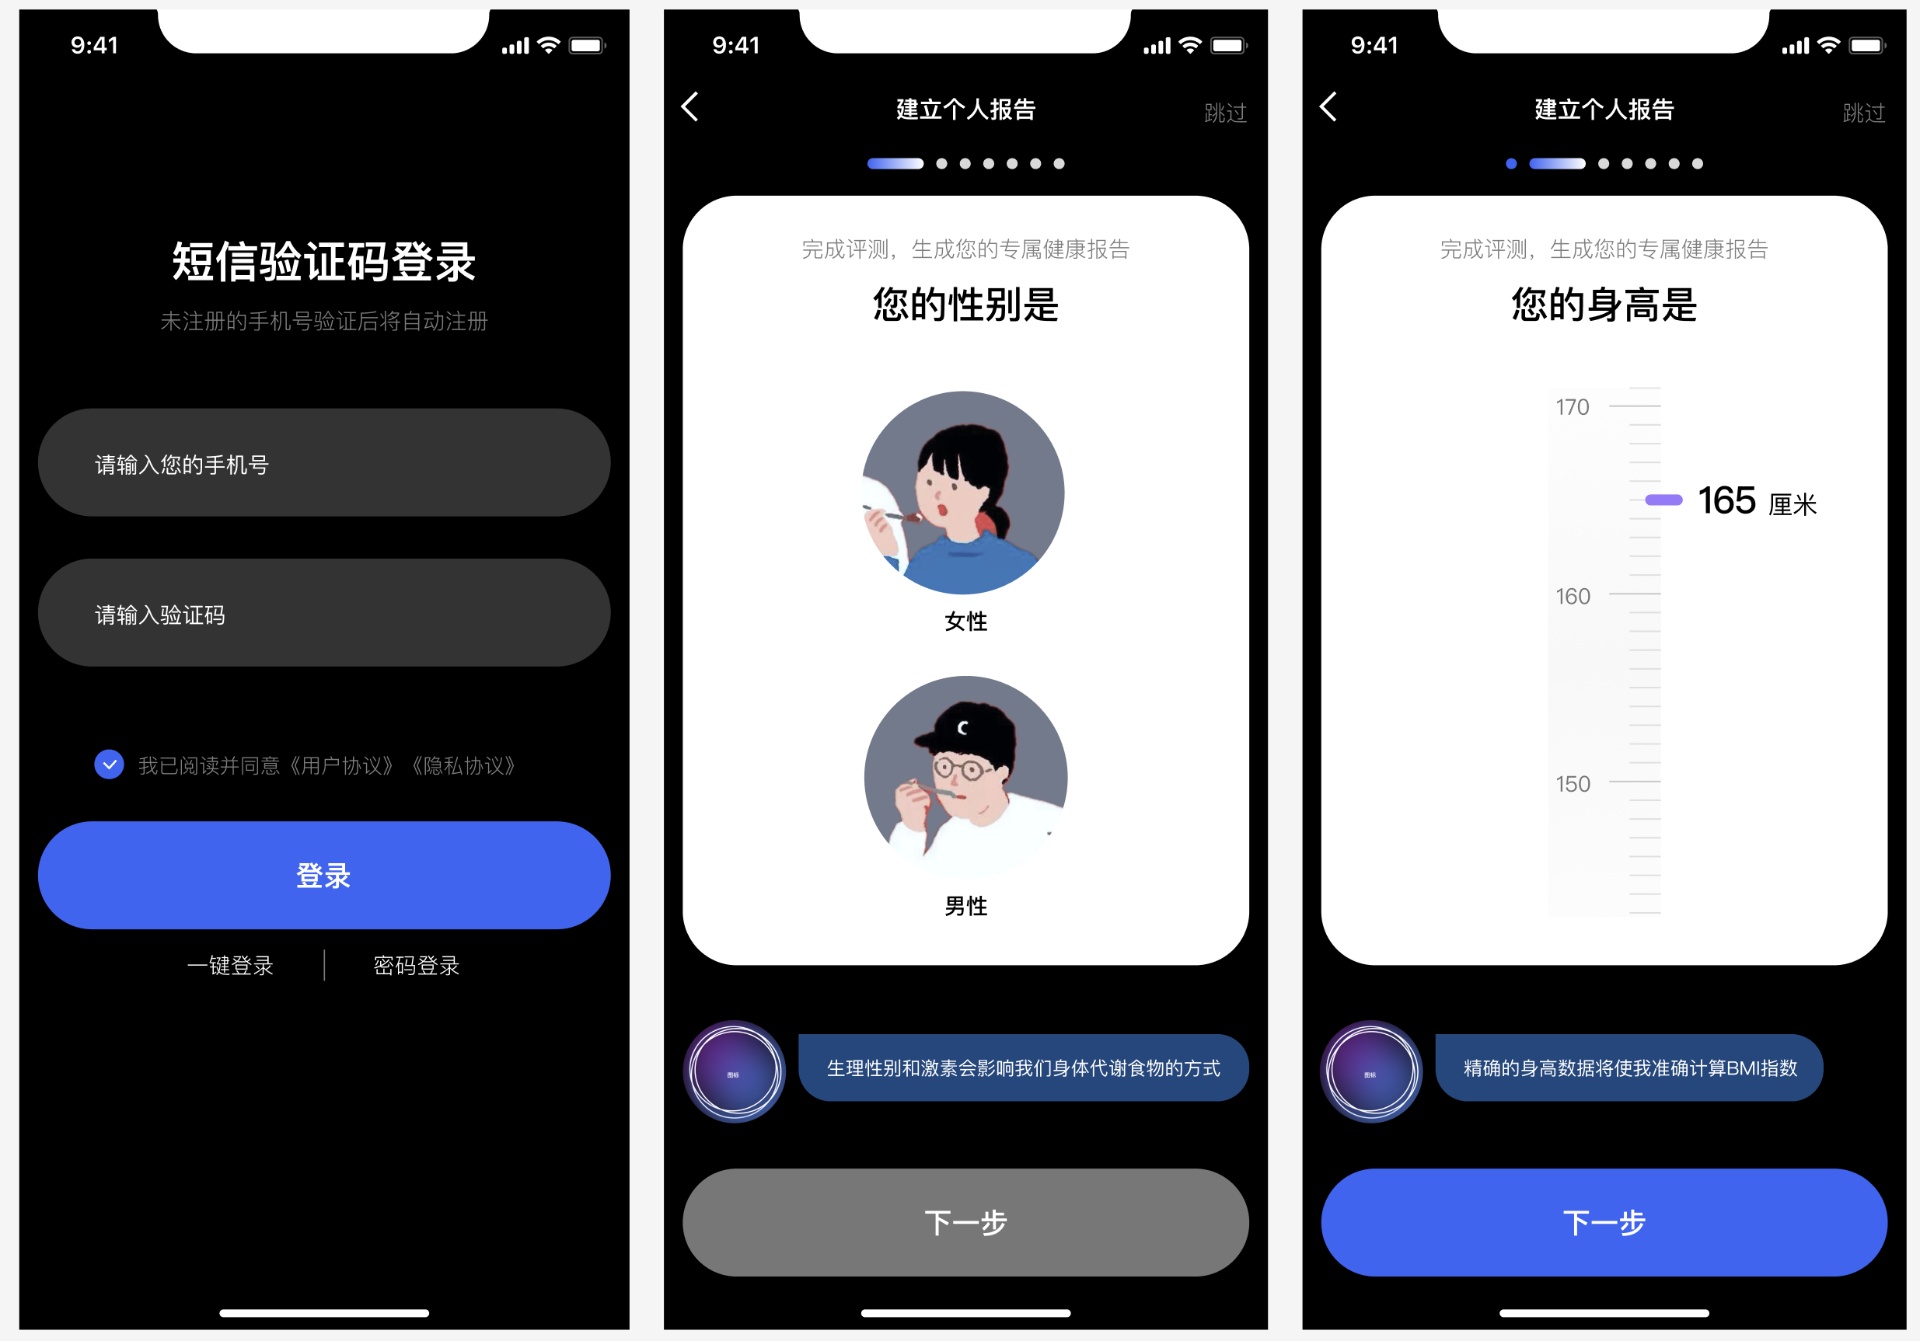 9:41
短信验证码登录
未注册的手机号验证后将自动注册
请输入您的手机号
请输入验证码
我已阅读并同意《用户协议》《隐私协议》
登录
一键登录
密码登录
9:41
建立个人报告
跳过
完成评测，生成您的专属健康报告
您的性别是
女性
男性
图标
生理性别和激素会影响我们身体代谢食物的方式
下一步
9:41
建立个人报告
跳过
完成评测，生成您的专属健康报告
您的身高是
170
165 厘米
160
150
图标
精确的身高数据将使我准确计算BMI指数
下一步